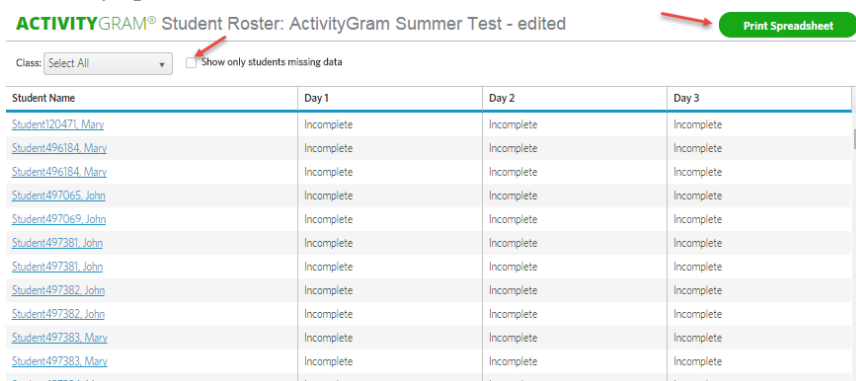 ACTIVITYGRAM® Student Roster: ActivityGram Summer Test - edited
Print Spreadsheet
Class: Select All Show only students missing data
Student Name Day 1 Day 2 Day 3
Student120471, Mary Incomplete Incomplete Incomplete
Student496184, Mary Incomplete Incomplete Incomplete
Student496184, Mary Incomplete Incomplete Incomplete
Student497065, John Incomplete Incomplete Incomplete
Student497069, John Incomplete Incomplete Incomplete
Student497381, John Incomplete Incomplete Incomplete
Student497381, John Incomplete Incomplete Incomplete
Student497382, John Incomplete Incomplete Incomplete
Student497382, John Incomplete Incomplete Incomplete
Student497383, Mary Incomplete Incomplete Incomplete
Student497383, Mary Incomplete Incomplete Incomplete